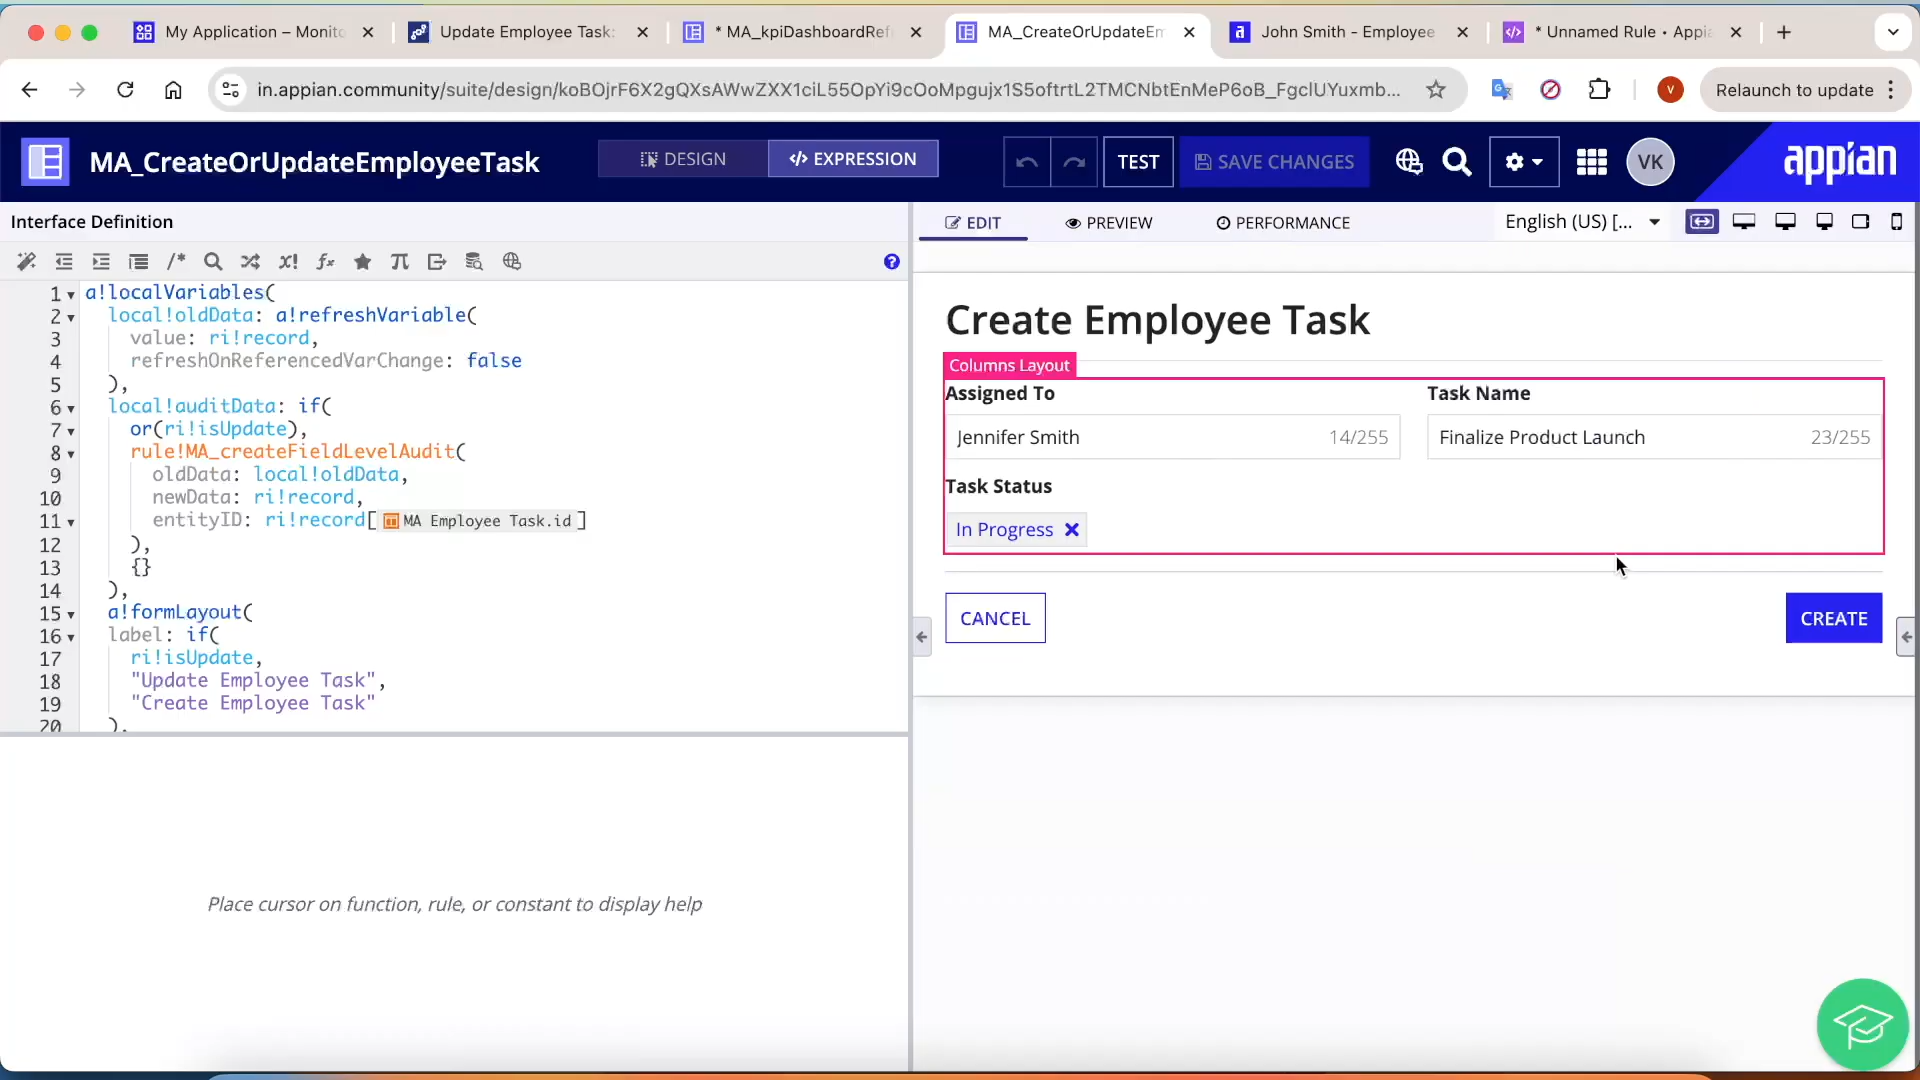 My Application – Monito
Update Employee Task:
* MA_kpiDashboardRef
MA_CreateOrUpdateEm
John Smith - Employee
* Unnamed Rule • Appia
in.appian.community/suite/design/koBOjrF6X2gQXsAWwZXX1ciL55OpYi9cOoMpgujx1S5oftrtL2TMCNbtEnMeP6oB_FgclUYuxmb...
V
Relaunch to update
MA_CreateOrUpdateEmployeeTask
DESIGN
</> EXPRESSION
TEST
SAVE CHANGES
VK
appian
Interface Definition
EDIT
PREVIEW
PERFORMANCE
English (US) [...
1 a!localVariables(
2 local!oldData: a!refreshVariable(
3 value: ri!record,
4 refreshOnReferencedVarChange: false
5 ),
6 local!auditData: if(
7 or(ri!isUpdate),
8 rule!MA_createFieldLevelAudit(
9 oldData: local!oldData,
10 newData: ri!record,
11 entityID: ri!record[ MA Employee Task.id ]
12 ),
13 {}
14 ),
15 a!formLayout(
16 label: if(
17 ri!isUpdate,
18 "Update Employee Task",
19 "Create Employee Task"
20 ),
Place cursor on function, rule, or constant to display help
Create Employee Task
Columns Layout
Assigned To
Task Name
Jennifer Smith 14/255
Finalize Product Launch 23/255
Task Status
In Progress
CANCEL
CREATE